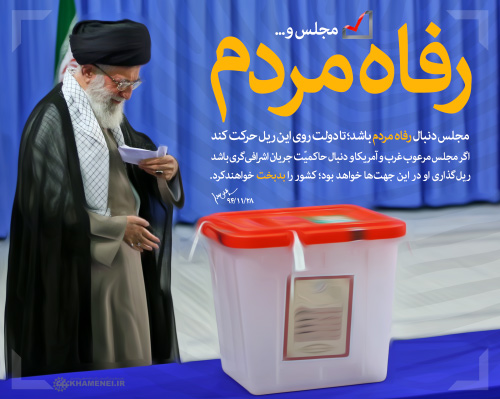 مجلس و...
رفاه مردم
مجلس دنبال رفاه مردم باشد؛ تا دولت روی این ریل حرکت کند
اگر مجلس مرعوب غرب و آمریکا و دنبال حاکمیّت جریان اشرافی‌گری باشد
ریل‌گذاری او در این جهت‌ها خواهد بود؛ کشور را بدبخت خواهند کرد.
۹۴/۱۱/۲۸
KHAMENEI.IR